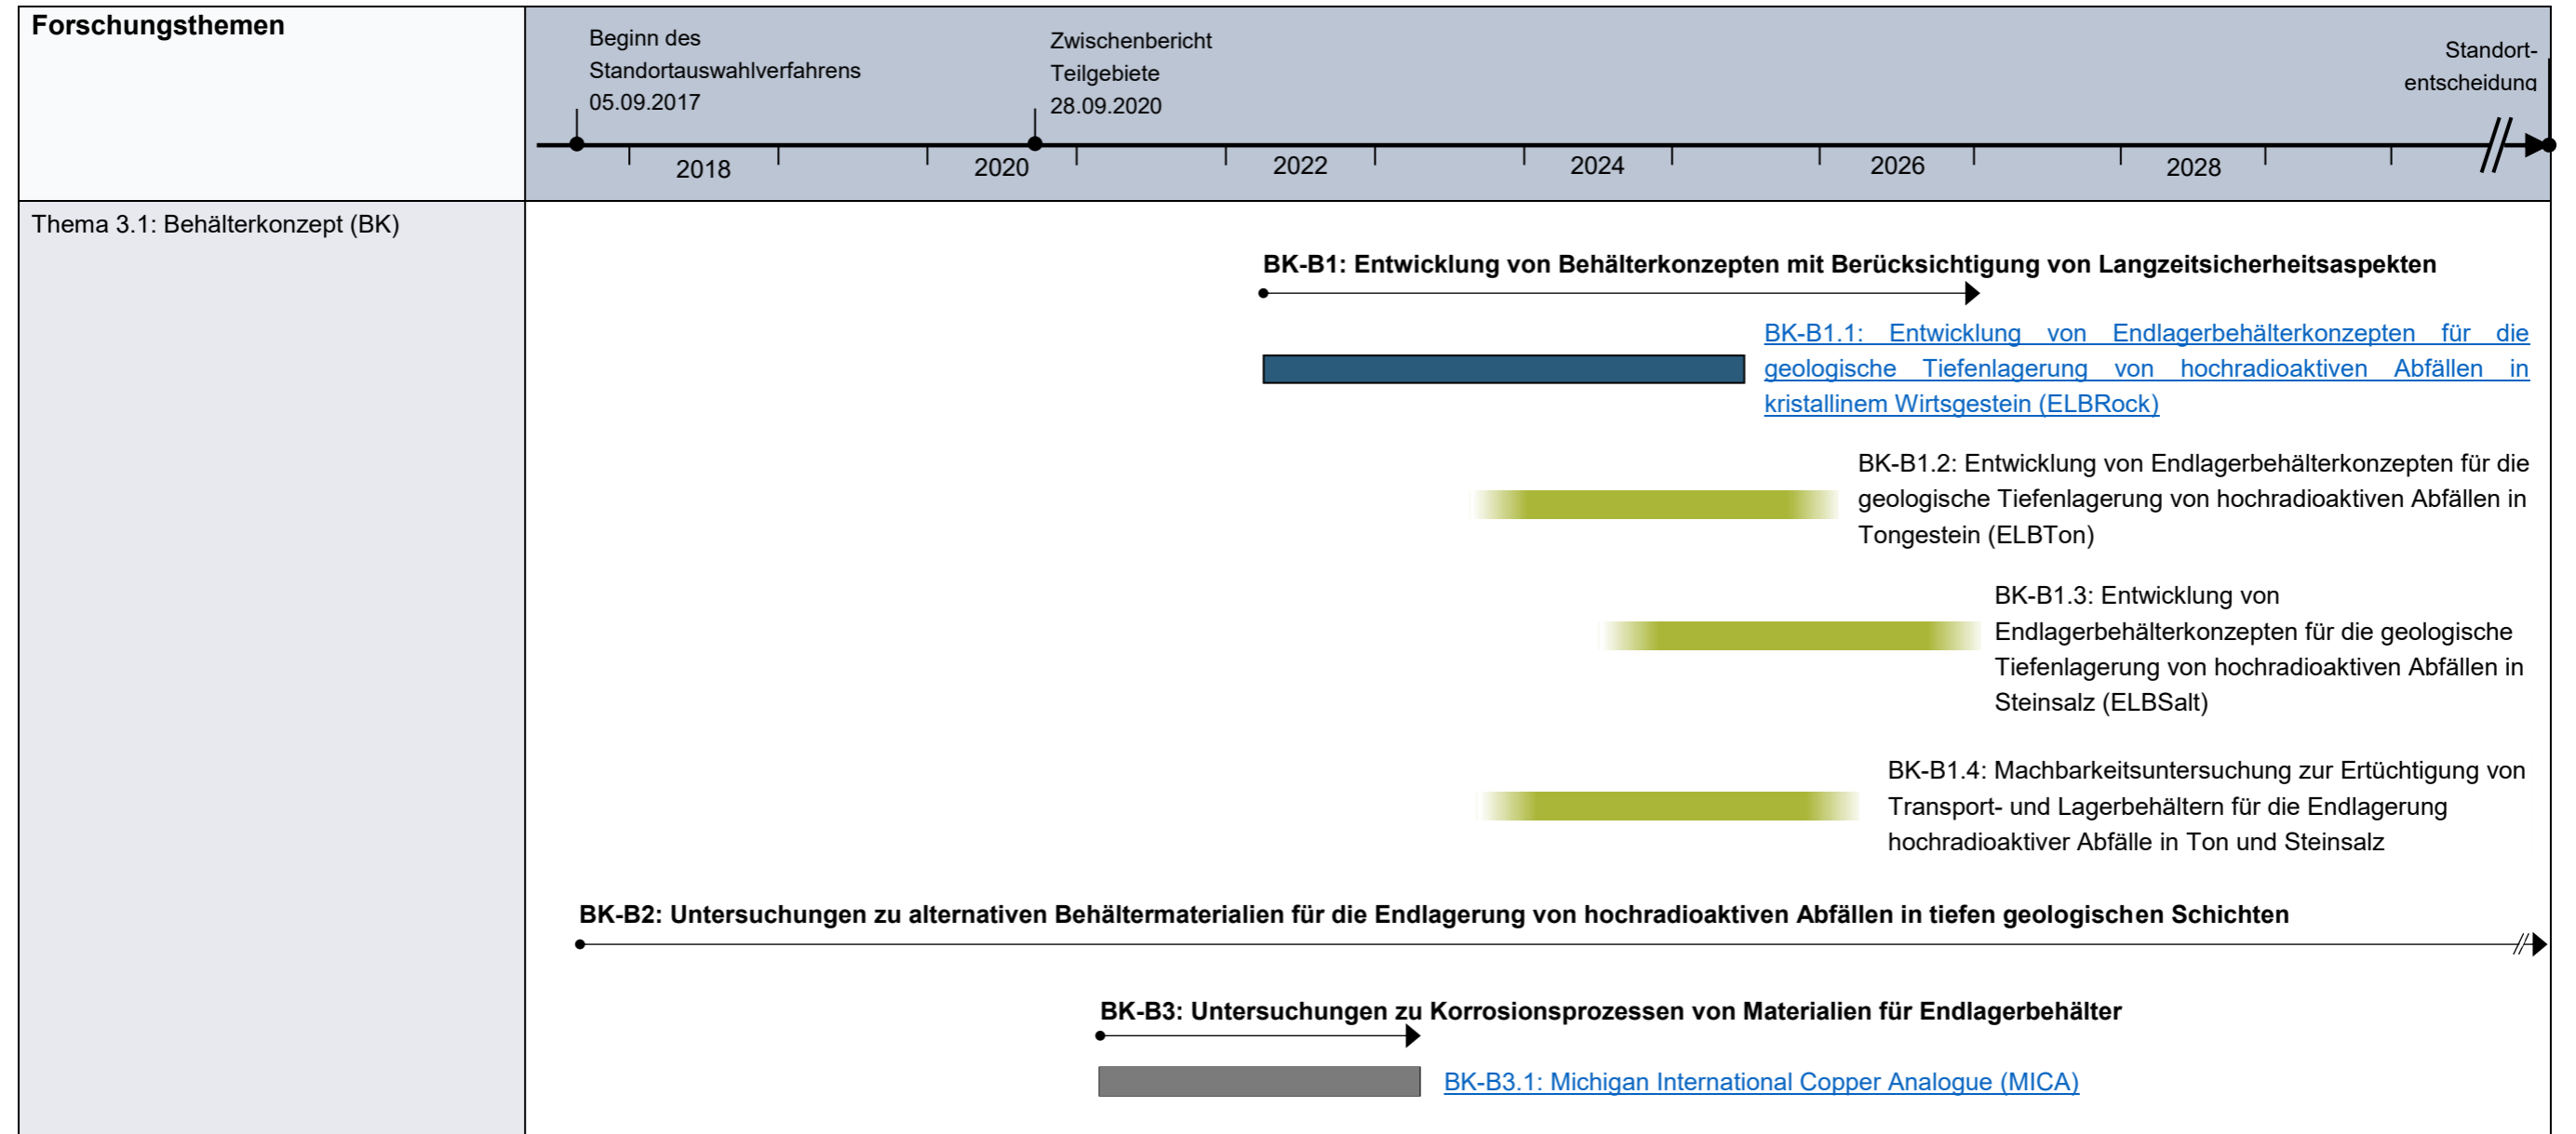 Forschungsthemen
Beginn des
Standortauswahlverfahrens
05.09.2017
Zwischenbericht
Teilgebiete
28.09.2020
Standort-
entscheidung
2018
2020
2022
2024
2026
2028
Thema 3.1: Behälterkonzept (BK)
BK-B1: Entwicklung von Behälterkonzepten mit Berücksichtigung von Langzeitsicherheitsaspekten
BK-B1.1: Entwicklung von Endlagerbehälterkonzepten für die
geologische Tiefenlagerung von hochradioaktiven Abfällen in
kristallinem Wirtsgestein (ELBRock)
BK-B1.2: Entwicklung von Endlagerbehälterkonzepten für die
geologische Tiefenlagerung von hochradioaktiven Abfällen in
Tongestein (ELBTon)
BK-B1.3: Entwicklung von
Endlagerbehälterkonzepten für die geologische
Tiefenlagerung von hochradioaktiven Abfällen in
Steinsalz (ELBSalt)
BK-B1.4: Machbarkeitsuntersuchung zur Ertüchtigung von
Transport- und Lagerbehältern für die Endlagerung
hochradioaktiver Abfälle in Ton und Steinsalz
BK-B2: Untersuchungen zu alternativen Behältermaterialien für die Endlagerung von hochradioaktiven Abfällen in tiefen geologischen Schichten
BK-B3: Untersuchungen zu Korrosionsprozessen von Materialien für Endlagerbehälter
BK-B3.1: Michigan International Copper Analogue (MICA)